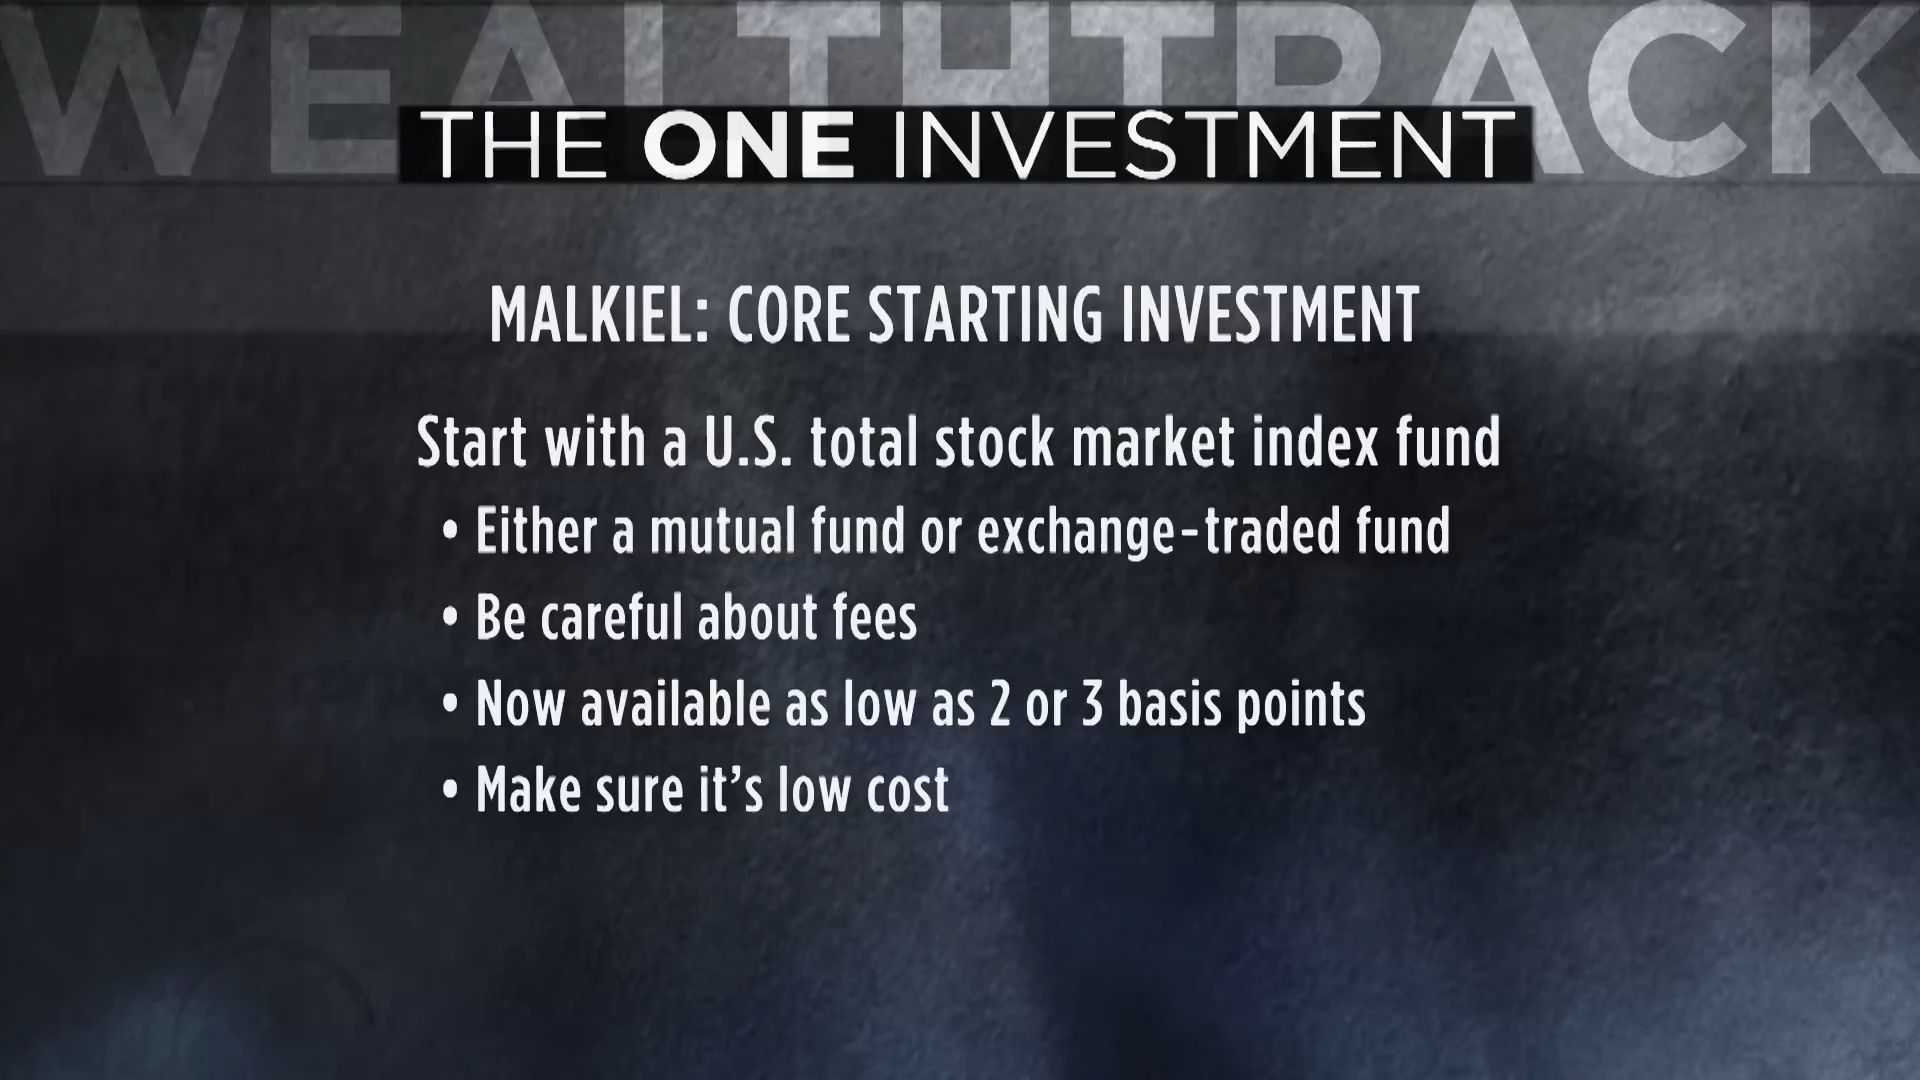 WEALTHTRACK
THE ONE INVESTMENT
MALKIEL: CORE STARTING INVESTMENT
Start with a U.S. total stock market index fund
• Either a mutual fund or exchange-traded fund
• Be careful about fees
• Now available as low as 2 or 3 basis points
• Make sure it’s low cost